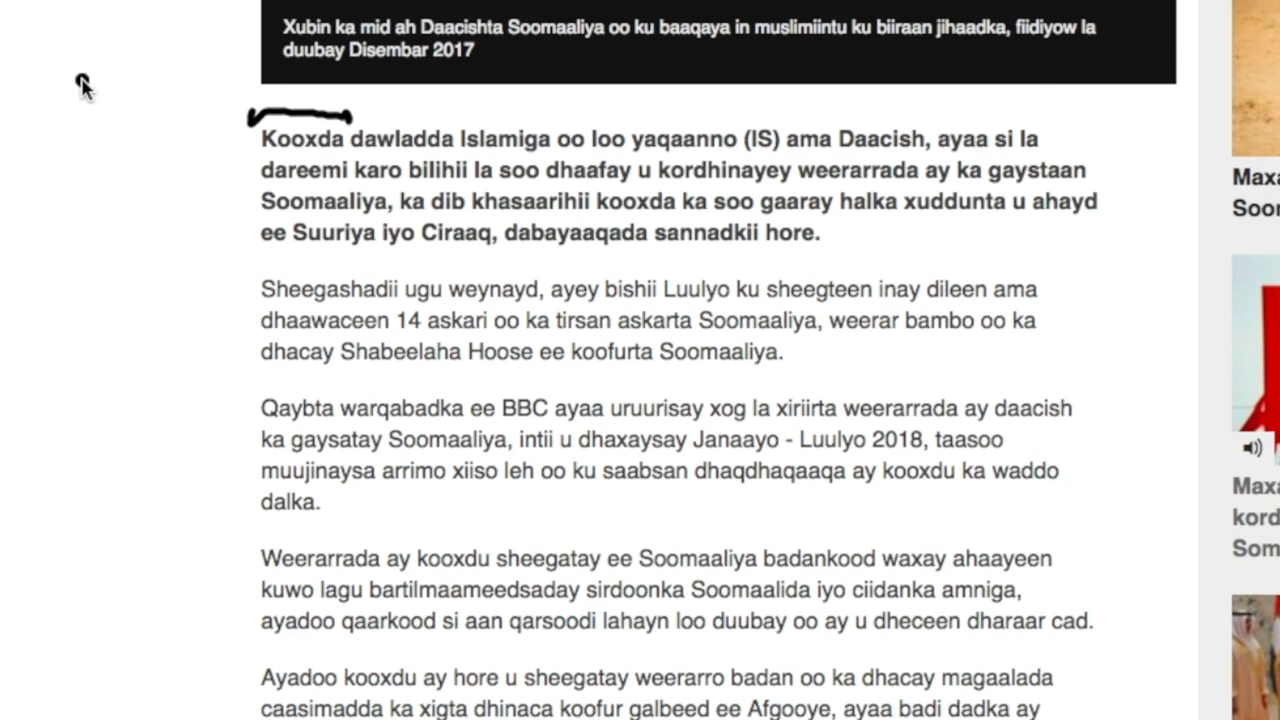 Xubin ka mid ah Daacishta Soomaaliya oo ku baaqaya in muslimiintu ku biiraan jihaadka, fiidiyow la
duubay Disembar 2017
Kooxda dawladda Islamiga oo loo yaqaanno (IS) ama Daacish, ayaa si la
dareemi karo bilihii la soo dhaafay u kordhinayey weerarrada ay ka gaystaan
Soomaaliya, ka dib khasaarihii kooxda ka soo gaaray halka xuddunta u ahayd
ee Suuriya iyo Ciraaq, dabayaaqada sannadkii hore.
Sheegashadii ugu weynayd, ayey bishii Luulyo ku sheegteen inay dileen ama
dhaawaceen 14 askari oo ka tirsan askarta Soomaaliya, weerar bambo oo ka
dhacay Shabeelaha Hoose ee koofurta Soomaaliya.
Qaybta warqabadka ee BBC ayaa uruurisay xog la xiriirta weerarrada ay daacish
ka gaysatay Soomaaliya, intii u dhaxaysay Janaayo - Luulyo 2018, taasoo
muujinaysa arrimo xiiso leh oo ku saabsan dhaqdhaqaaqa ay kooxdu ka waddo
dalka.
Weerarrada ay kooxdu sheegatay ee Soomaaliya badankood waxay ahaayeen
kuwo lagu bartilmaameedsaday sirdoonka Soomaalida iyo ciidanka amniga,
ayadoo qaarkood si aan qarsoodi lahayn loo duubay oo ay u dheceen dharaar cad.
Ayadoo kooxdu ay hore u sheegatay weerarro badan oo ka dhacay magaalada
caasimadda ka xigta dhinaca koofur galbeed ee Afgooye, ayaa badi dadka ay